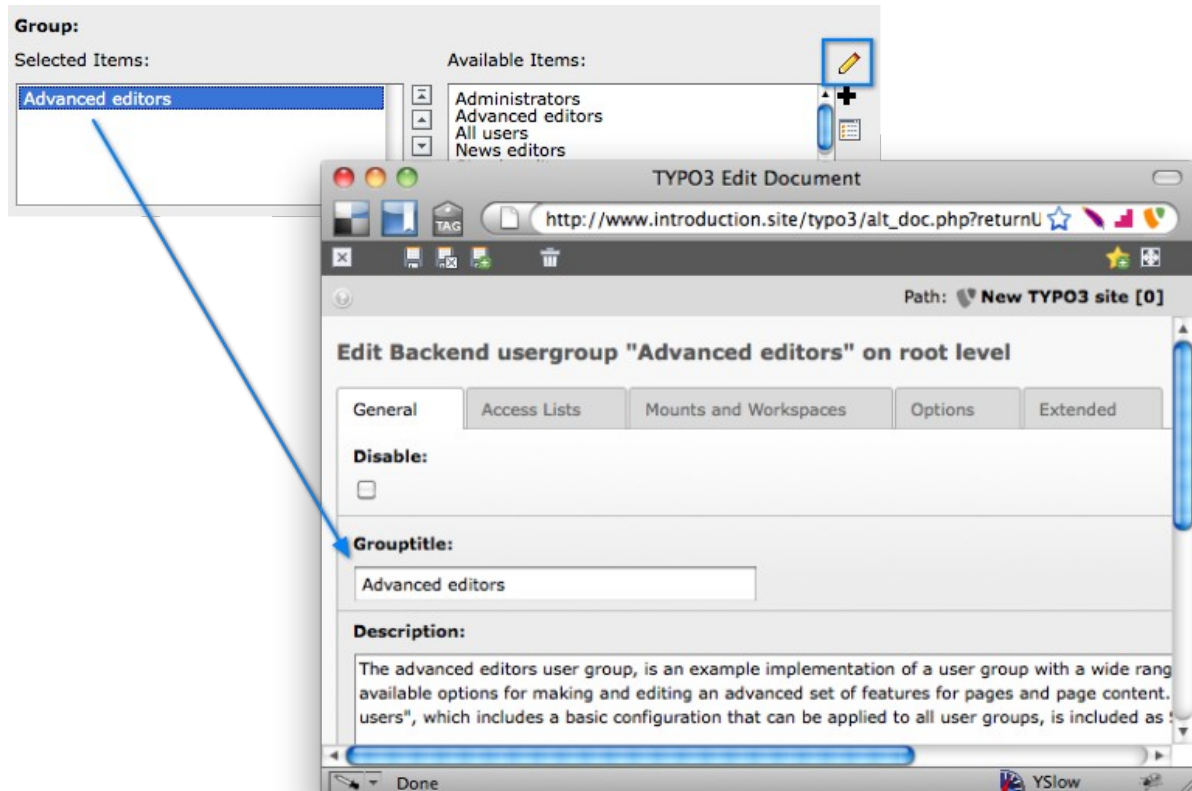 Group:
Selected Items:
Available Items:
Advanced editors
Administrators
Advanced editors
All users
News editors
TYPO3 Edit Document
TAG
http://www.introduction.site/typo3/alt_doc.php?returnU
Path: New TYPO3 site [0]
Edit Backend usergroup "Advanced editors" on root level
General Access Lists Mounts and Workspaces Options Extended
Disable:
Grouptitle:
Advanced editors
Description:
The advanced editors user group, is an example implementation of a user group with a wide rang
available options for making and editing an advanced set of features for pages and page content.
users", which includes a basic configuration that can be applied to all user groups, is included as
Done YSlow